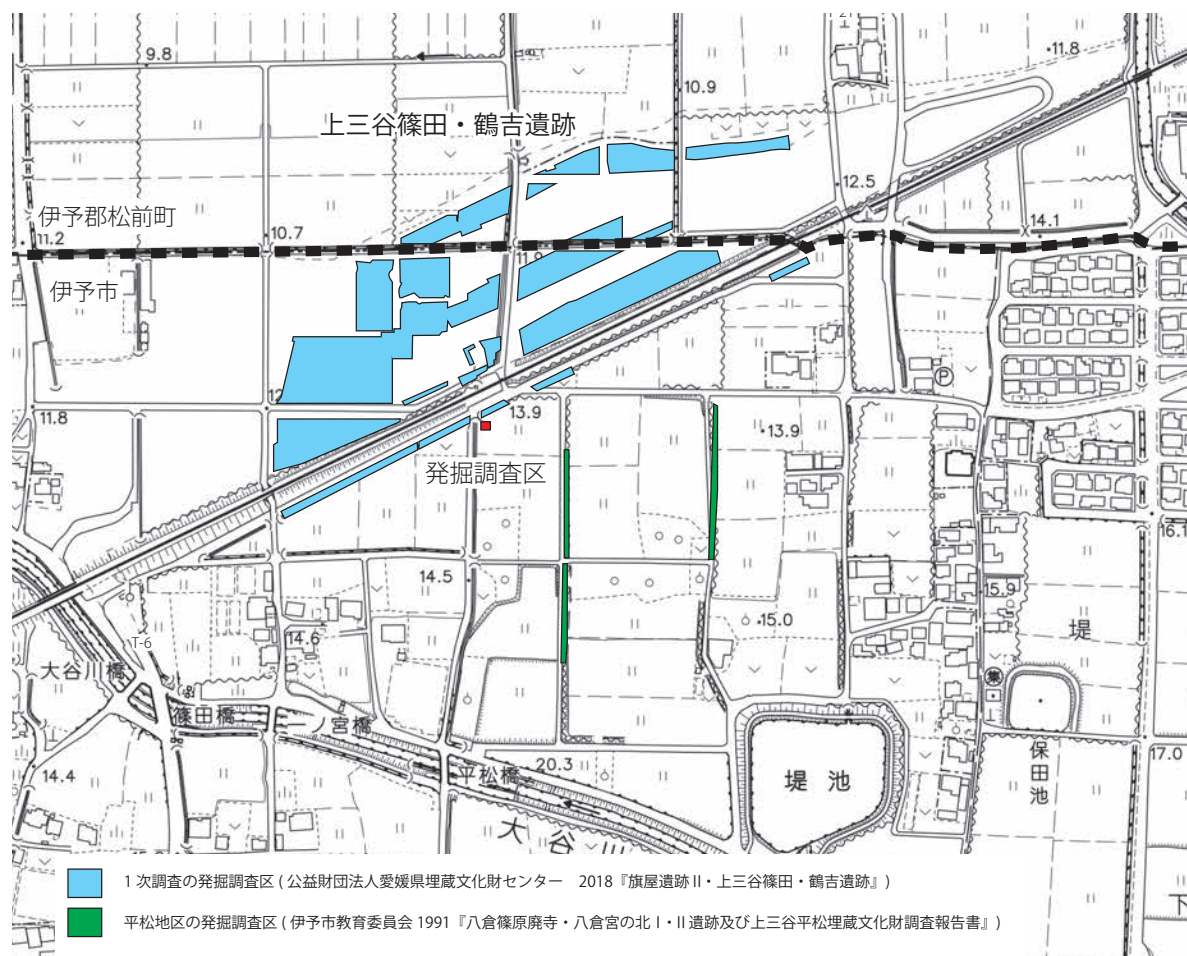 9.8
11.8
10.9
上三谷篠田・鶴吉遺跡
12.5
伊予郡松前町
11.2
10.7
14.1
11.9
伊予市
P
11.8
13.9
13.9
発掘調査区
16.1
14.5
15.9
14.6
15.0
堤
T-6
大谷川橋
篠田橋
宮橋
平松橋
20.3
14.4
堤池
保田池
17.0
大谷川
下
1次調査の発掘調査区 ( 公益財団法人愛媛県埋蔵文化財センター 2018『旗屋遺跡Ⅱ・上三谷篠田・鶴吉遺跡』)
平松地区の発掘調査区 ( 伊予市教育委員会 1991『八倉篠原廃寺・八倉宮の北Ⅰ・Ⅱ遺跡及び上三谷平松埋蔵文化財調査報告書』)